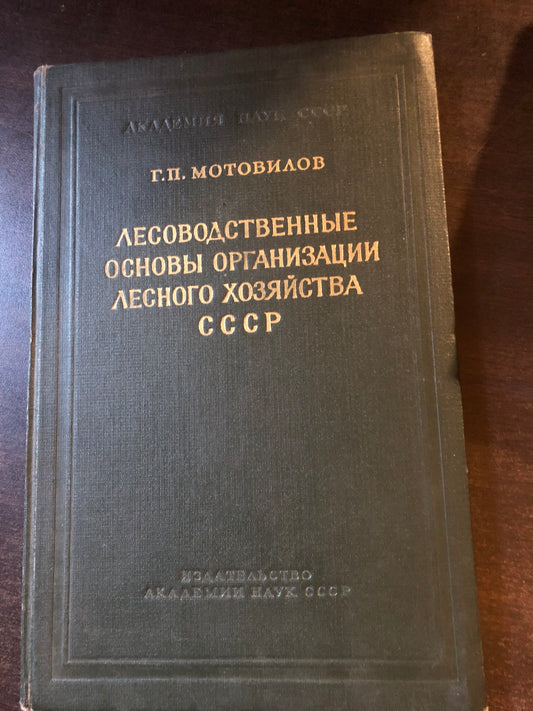 АКАДЕМИЯ НАУК СССР
Г.П. МОТОВИЛОВ
ЛЕСОВОДСТВЕННЫЕ
ОСНОВЫ ОРГАНИЗАЦИИ
ЛЕСНОГО ХОЗЯЙСТВА
СССР
ИЗДАТЕЛЬСТВО
АКАДЕМИИ НАУК СССР